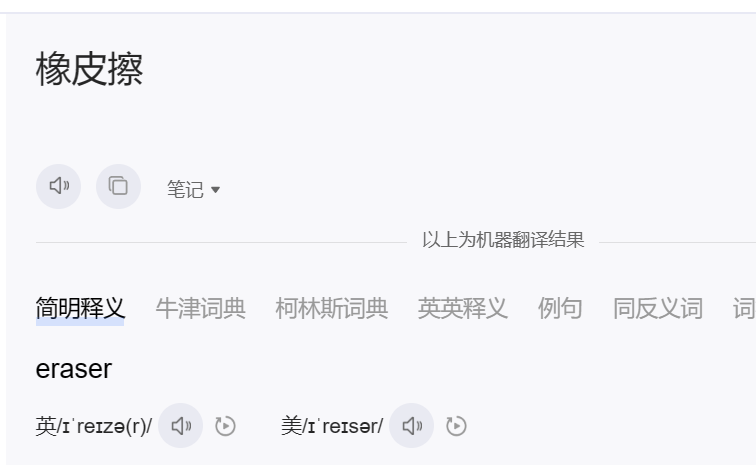 橡皮擦
笔记
以上为机器翻译结果
简明释义 牛津词典 柯林斯词典 英英释义 例句 同反义词 词
eraser
英/ɪˈreɪzə(r)/ 美/ɪˈreɪsər/